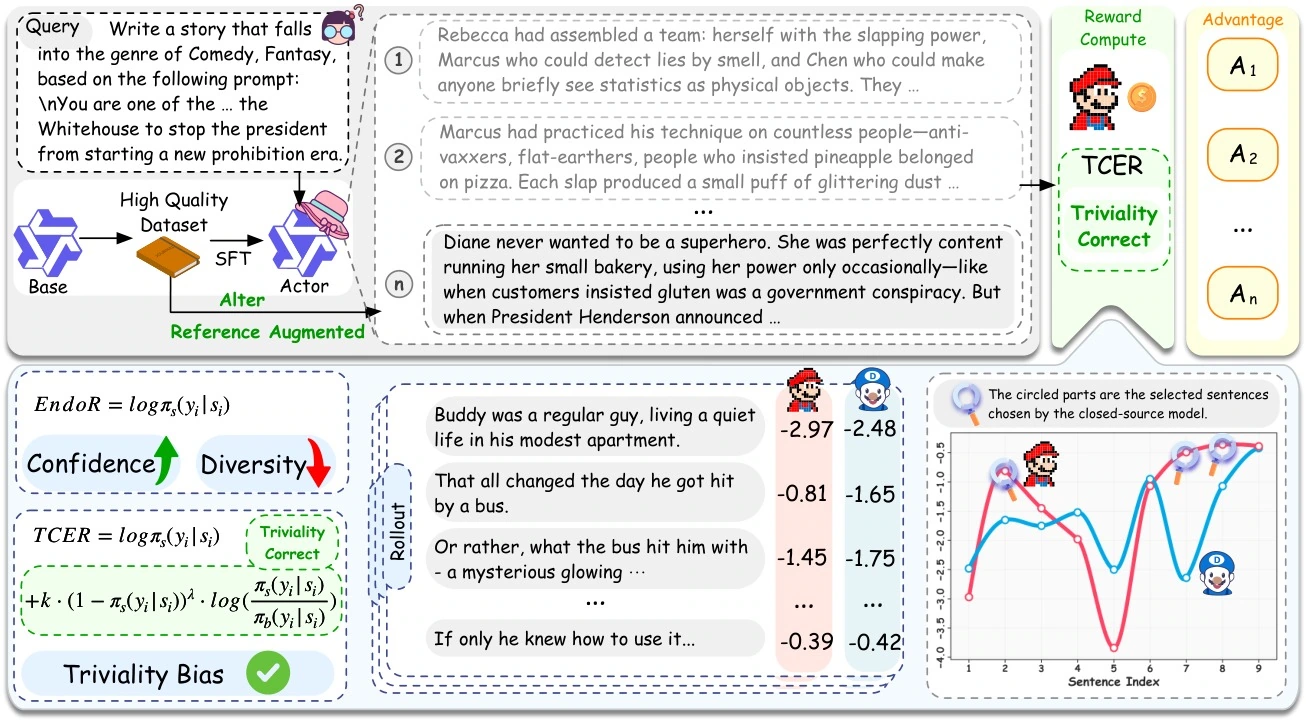 Query
Write a story that falls
into the genre of Comedy, Fantasy,
based on the following prompt:
\nYou are one of the … the
Whitehouse to stop the president
from starting a new prohibition era.
?
Base
High Quality
Dataset
SFT
Actor
Alter
Reference Augmented
1
Rebecca had assembled a team: herself with the slapping power,
Marcus who could detect lies by smell, and Chen who could make
anyone briefly see statistics as physical objects. They …
2
Marcus had practiced his technique on countless people—anti-
vaxxers, flat-earthers, people who insisted pineapple belonged
on pizza. Each slap produced a small puff of glittering dust …
...
n
Diane never wanted to be a superhero. She was perfectly content
running her small bakery, using her power only occasionally—like
when customers insisted gluten was a government conspiracy. But
when President Henderson announced …
Reward
Compute
TCER
Triviality
Correct
Advantage
A 1
A 2
...
A n
EndoR = logπₛ(yᵢ|sᵢ)
Confidence
Diversity
TCER = logπₛ(yᵢ|sᵢ)
Triviality
Correct
+k · (1 − πₛ(yᵢ|sᵢ))^λ · log(πₛ(yᵢ|sᵢ) / π_b(yᵢ|sᵢ))
Triviality Bias
Rollout
Buddy was a regular guy, living a quiet
life in his modest apartment.
-2.97 -2.48
That all changed the day he got hit
by a bus.
-0.81 -1.65
Or rather, what the bus hit him with
- a mysterious glowing ···
-1.45 -1.75
... ... ...
If only he knew how to use it...
-0.39 -0.42
D
The circled parts are the selected sentences
chosen by the closed-source model.
-0.5
-1.0
-1.5
-2.0
-2.5
-3.0
-3.5
-4.0
D
1 2 3 4 5 6 7 8 9
Sentence Index